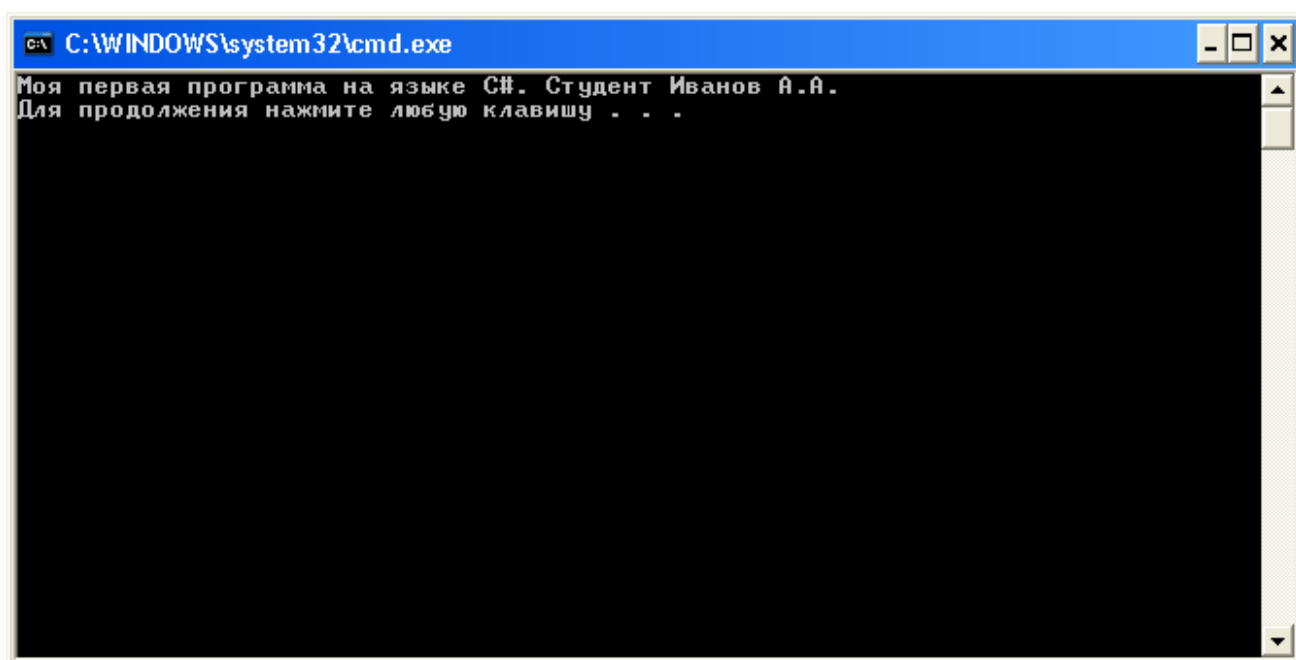 C:\WINDOWS\system32\cmd.exe
Моя первая программа на языке C#. Студент Иванов А.А.
Для продолжения нажмите любую клавишу . . .